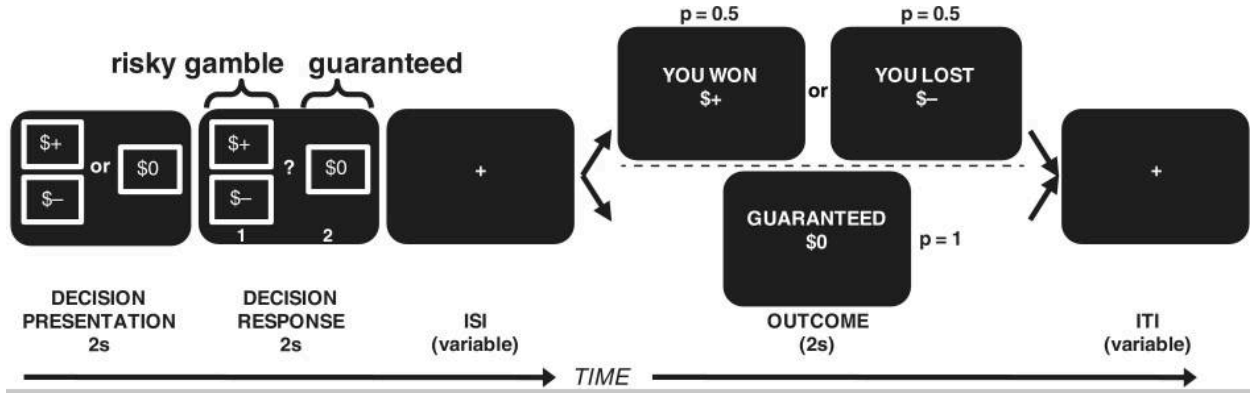 p = 0.5
p = 0.5
risky gamble
guaranteed
$+
or
$0
$–
$+
?
$0
$–
1
2
+
YOU WON
$+
or
YOU LOST
$–
GUARANTEED
$0
p = 1
+
DECISION
PRESENTATION
2s
DECISION
RESPONSE
2s
ISI
(variable)
OUTCOME
(2s)
ITI
(variable)
TIME